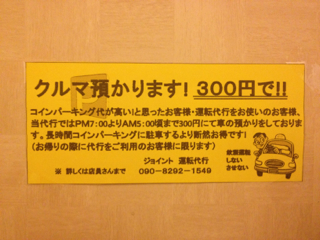 クルマ預かります! 300円で!!
コインパーキング代が高い!と思ったお客様・運転代行をお使いのお客様、
当代行ではPM7:00よりAM5:00頃まで300円にて車の預かりをしておりま
す。長時間コインパーキングに駐車するより断然お得です!
(お帰りの際に代行をご利用のお客様に限ります)
ジョイント 運転代行
※ 詳しくは店員さんまで 090-8292-1549
飲酒運転
しない
させない